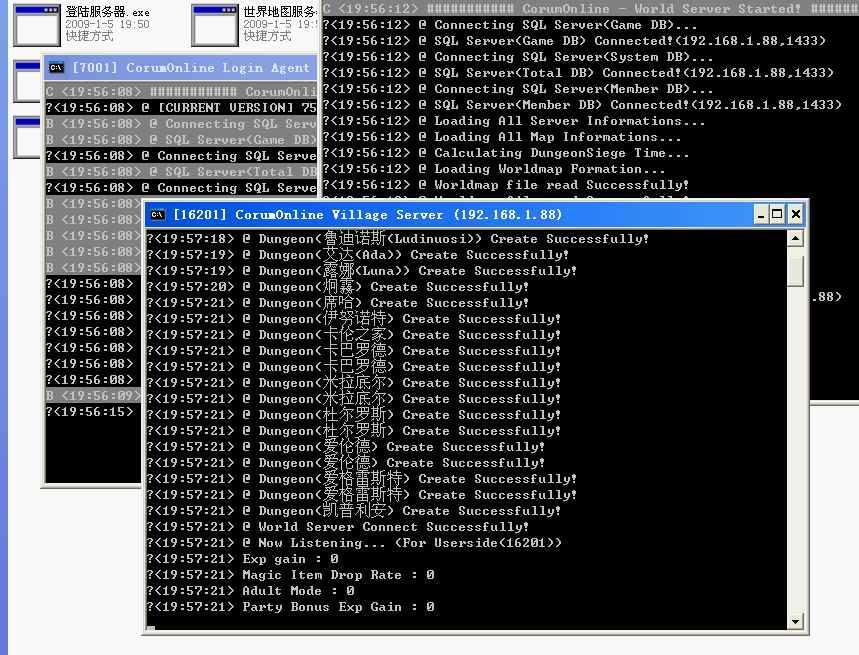 登陆服务器.exe
2009-1-5 19:50
快捷方式
世界地图服务
2009-1-5 19
快捷方式
C <19:56:12> ########### CorumOnline - World Server Started! ######
?<19:56:12> @ Connecting SQL Server(Game DB)...
?<19:56:12> @ SQL Server(Game DB) Connected!(192.168.1.88,1433)
?<19:56:12> @ Connecting SQL Server(System DB)...
?<19:56:12> @ SQL Server(Total DB) Connected!(192.168.1.88,1433)
?<19:56:12> @ Connecting SQL Server(Member DB)...
?<19:56:12> @ SQL Server(Member DB) Connected!(192.168.1.88,1433)
?<19:56:12> @ Loading All Server Informations...
?<19:56:12> @ Loading All Map Informations...
?<19:56:12> @ Calculating DungeonSiege Time...
?<19:56:12> @ Loading Worldmap Formation...
?<19:56:12> @ Worldmap file read Successfully!
.88)
[7001] CorumOnline Login Agent
C <19:56:08> ########### CorumOnli
?<19:56:08> @ [CURRENT VERSION] 75
B <19:56:08> @ Connecting SQL Serv
B <19:56:08> @ SQL Server(Game DB)
?<19:56:08> @ Connecting SQL Serve
B <19:56:08> @ SQL Server(Total DB
?<19:56:08> @ Connecting SQL Serve
B <19:56:08>
B <19:56:08>
B <19:56:08>
B <19:56:08>
B <19:56:08>
?<19:56:08>
?<19:56:08>
?<19:56:08>
?<19:56:08>
?<19:56:08>
?<19:56:08>
?<19:56:08>
B <19:56:09>
?<19:56:15>
[16201] CorumOnline Village Server (192.168.1.88)
?<19:57:18> @ Dungeon(鲁迪诺斯(Ludinuosi)) Create Successfully!
?<19:57:19> @ Dungeon(艾达(Ada)) Create Successfully!
?<19:57:19> @ Dungeon(露娜(Luna)) Create Successfully!
?<19:57:20> @ Dungeon(炯霧) Create Successfully!
?<19:57:21> @ Dungeon(席哈) Create Successfully!
?<19:57:21> @ Dungeon(伊努诺特) Create Successfully!
?<19:57:21> @ Dungeon(卡伦之家) Create Successfully!
?<19:57:21> @ Dungeon(卡巴罗德) Create Successfully!
?<19:57:21> @ Dungeon(卡巴罗德) Create Successfully!
?<19:57:21> @ Dungeon(米拉底尔) Create Successfully!
?<19:57:21> @ Dungeon(米拉底尔) Create Successfully!
?<19:57:21> @ Dungeon(杜尔罗斯) Create Successfully!
?<19:57:21> @ Dungeon(杜尔罗斯) Create Successfully!
?<19:57:21> @ Dungeon(爱伦德) Create Successfully!
?<19:57:21> @ Dungeon(爱伦德) Create Successfully!
?<19:57:21> @ Dungeon(爱格雷斯特) Create Successfully!
?<19:57:21> @ Dungeon(爱格雷斯特) Create Successfully!
?<19:57:21> @ Dungeon(凯普利安) Create Successfully!
?<19:57:21> @ World Server Connect Successfully!
?<19:57:21> @ Now Listening... (For Userside(16201))
?<19:57:21> Exp gain : 0
?<19:57:21> Magic Item Drop Rate : 0
?<19:57:21> Adult Mode : 0
?<19:57:21> Party Bonus Exp Gain : 0